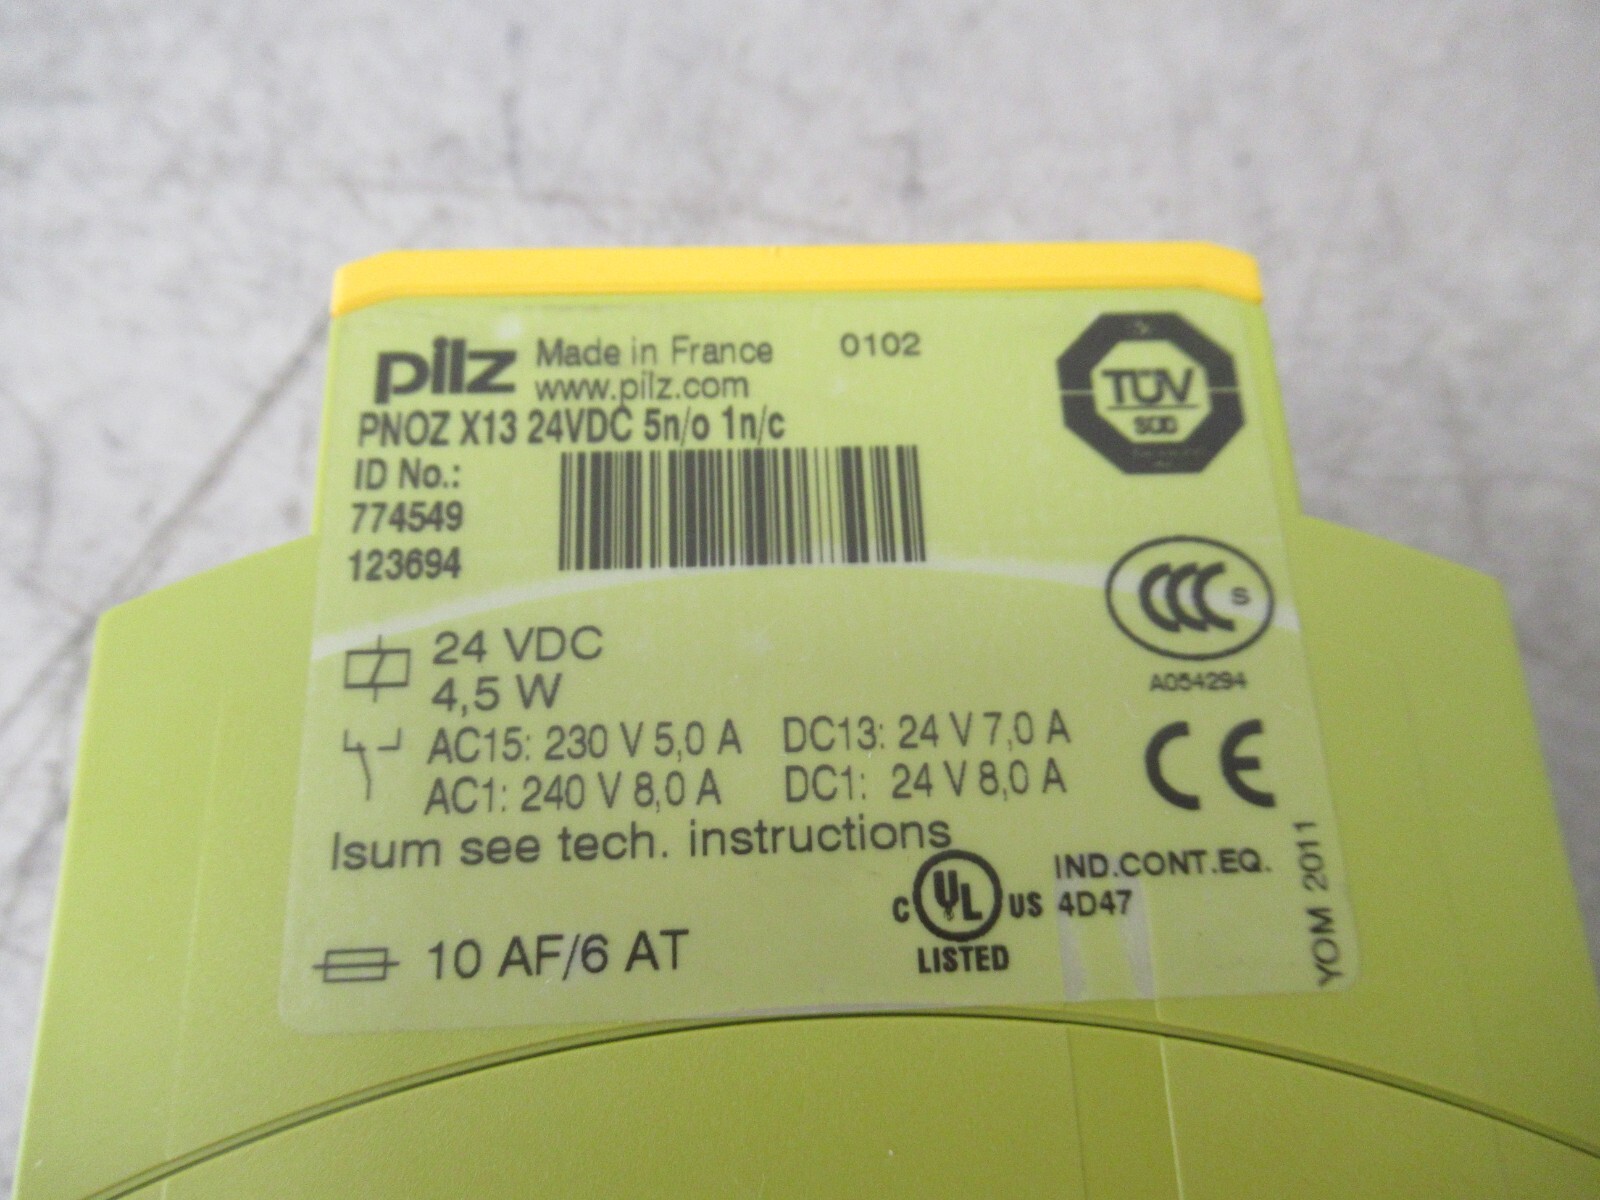 pilz Made in France 0102
www.pilz.com
PNOZ X13 24VDC 5n/o 1n/c
ID No.:
774549
123694
TÜV
SÜD
CCC S
A054294
24 VDC
4,5 W
AC15: 230 V 5,0 A DC13: 24 V 7,0 A
AC1: 240 V 8,0 A DC1: 24 V 8,0 A
CE
Isum see tech. instructions
C UL US IND.CONT.EQ.
4D47
LISTED
10 AF/6 AT
YOM 2011